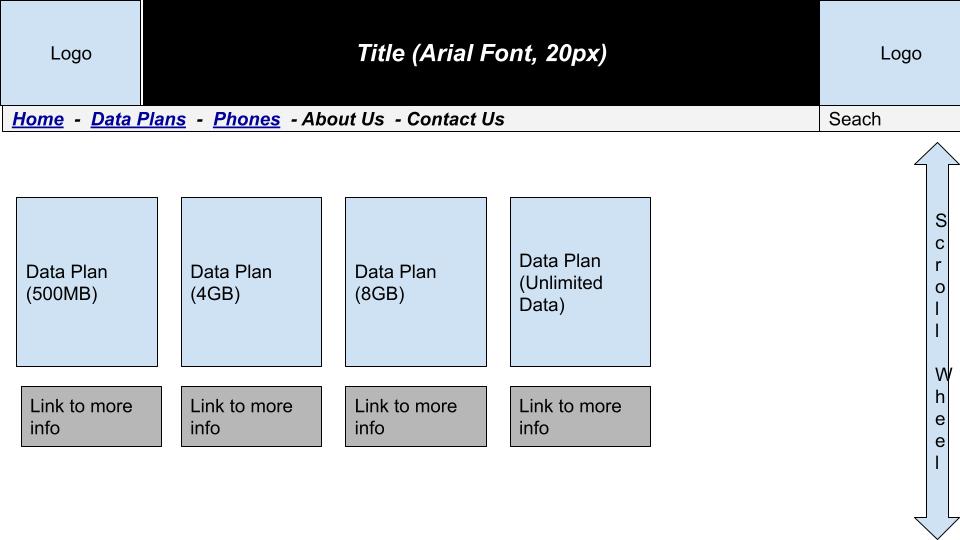 Logo
Title (Arial Font, 20px)
Logo
Home - Data Plans - Phones - About Us - Contact Us
Seach
Data Plan
(500MB)
Data Plan
(4GB)
Data Plan
(8GB)
Data Plan
(Unlimited
Data)
Link to more
info
Link to more
info
Link to more
info
Link to more
info
Scroll Wheel